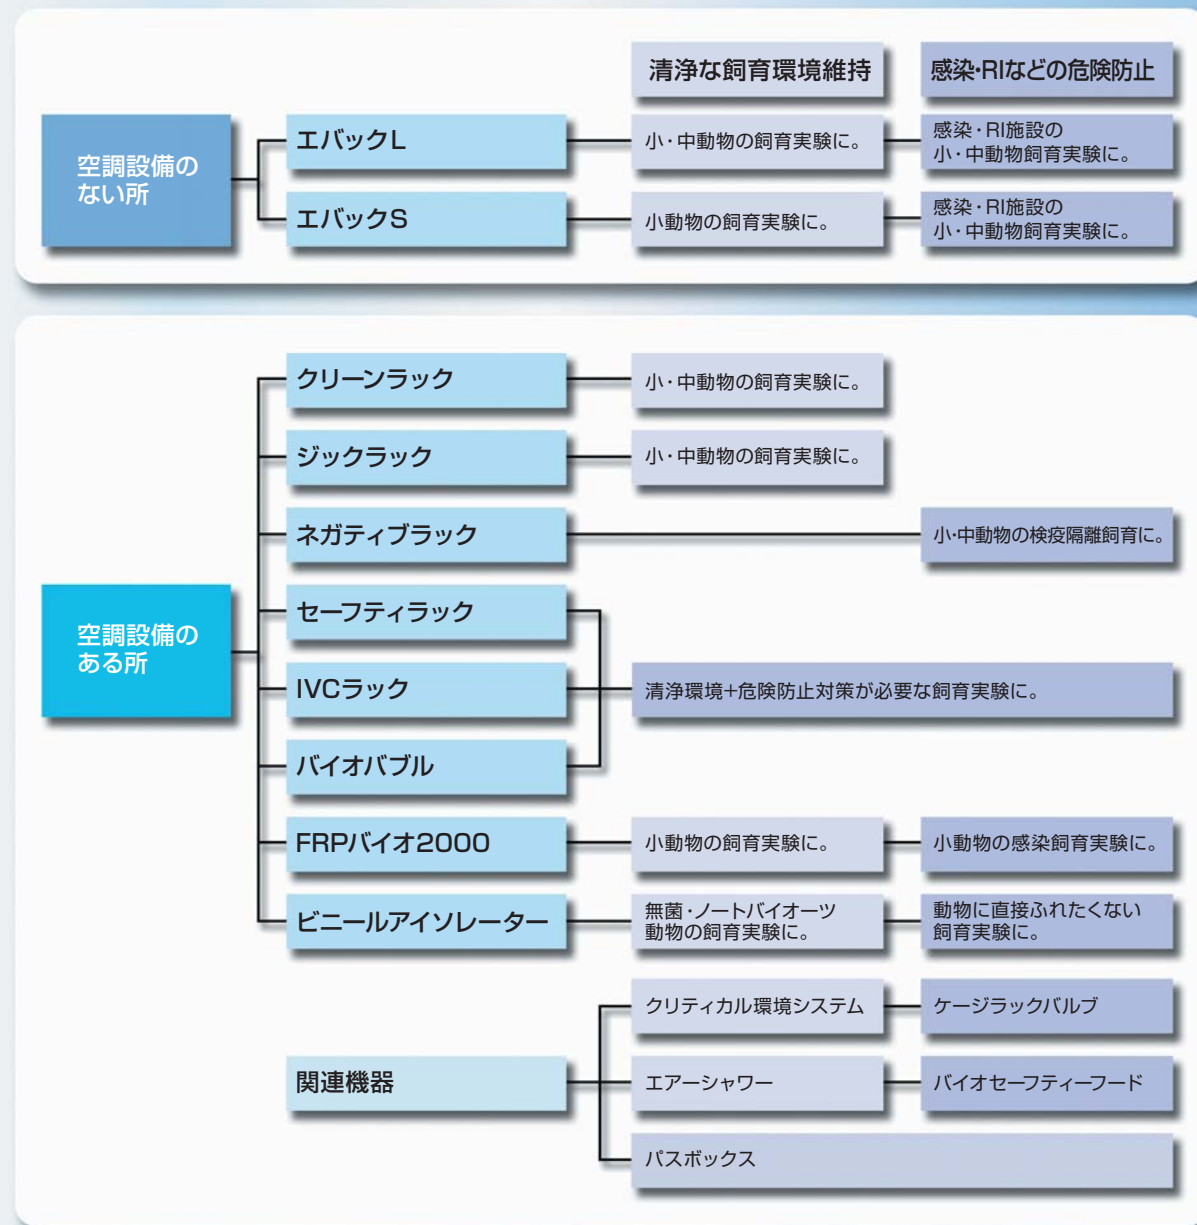 清浄な飼育環境維持
感染・RIなどの危険防止
空調設備の
ない所
エバックL
小・中動物の飼育実験に。
感染・RI施設の
小・中動物飼育実験に。
エバックS
小動物の飼育実験に。
感染・RI施設の
小・中動物飼育実験に。
空調設備の
ある所
クリーンラック
小・中動物の飼育実験に。
ジックラック
小・中動物の飼育実験に。
ネガティブラック
小・中動物の検疫隔離飼育に。
セーフティラック
IVCラック
バイオバブル
清浄環境+危険防止対策が必要な飼育実験に。
FRPバイオ2000
小動物の飼育実験に。
小動物の感染飼育実験に。
ビニールアイソレーター
無菌・ノートバイオーツ
動物の飼育実験に。
動物に直接ふれたくない
飼育実験に。
関連機器
クリティカル環境システム
ケージラックバルブ
エアーシャワー
バイオセーフティーフード
パスボックス